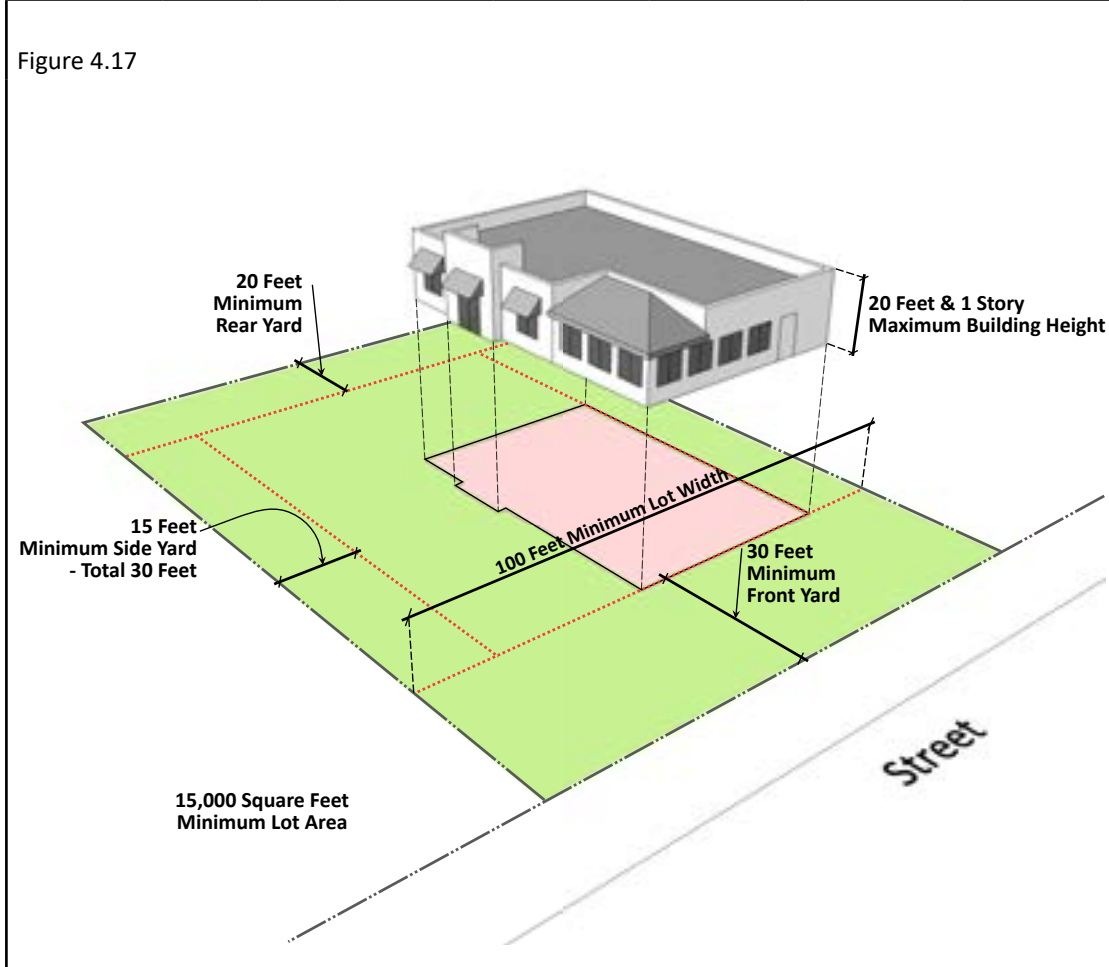 Figure 4.17
20 Feet
Minimum
Rear Yard
20 Feet & 1 Story
Maximum Building Height
15 Feet
Minimum Side Yard
- Total 30 Feet
100 Feet Minimum Lot Width
30 Feet
Minimum
Front Yard
Street
15,000 Square Feet
Minimum Lot Area